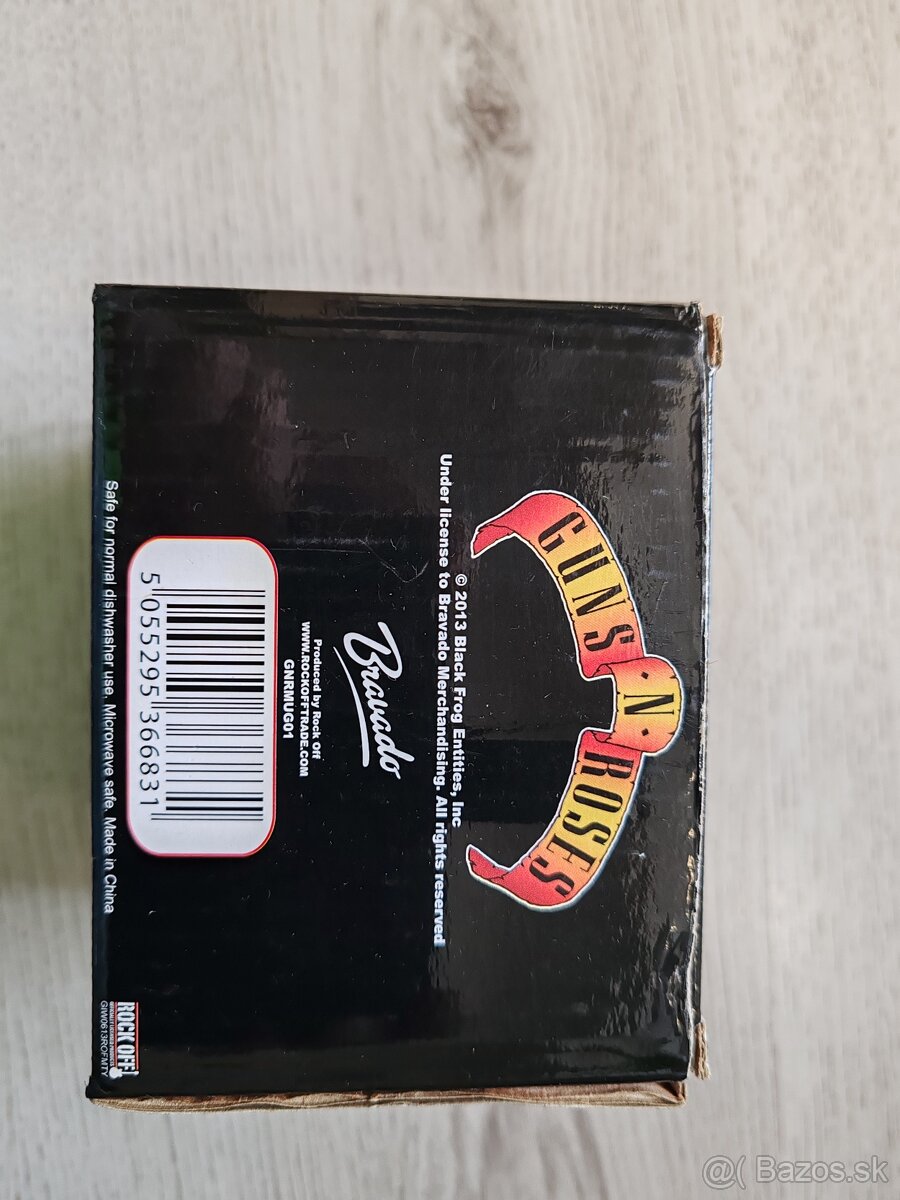 GUNS·N·ROSES
© 2013 Black Frog Entities, Inc
Under license to Bravado Merchandising. All rights reserved
Bravado
Produced by Rock Off
WWW.ROCKOFFTRADE.COM
GNRMUG01
5 055295 366831
Safe for normal dishwasher use. Microwave safe. Made in China
ROCK OFF
GIW0613ROFMTY
@( Bazos.sk